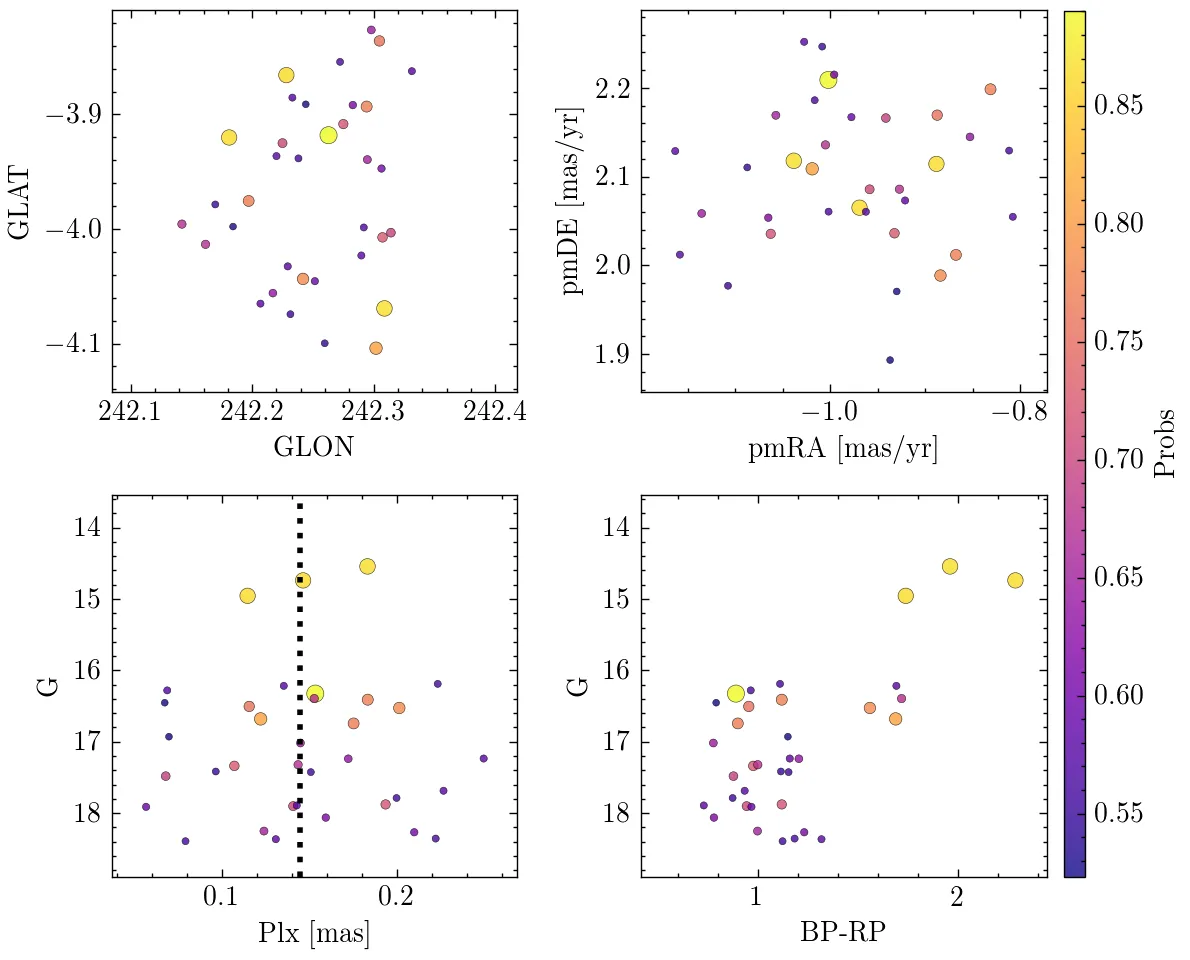 −3.9
−4.0
−4.1
GLAT
242.1 242.2 242.3 242.4
GLON
2.2
2.1
2.0
1.9
pmDE [mas/yr]
−1.0 −0.8
pmRA [mas/yr]
0.85
0.80
0.75
0.70
0.65
0.60
0.55
Probs
14
15
16
17
18
G
0.1 0.2
Plx [mas]
14
15
16
17
18
G
1 2
BP-RP